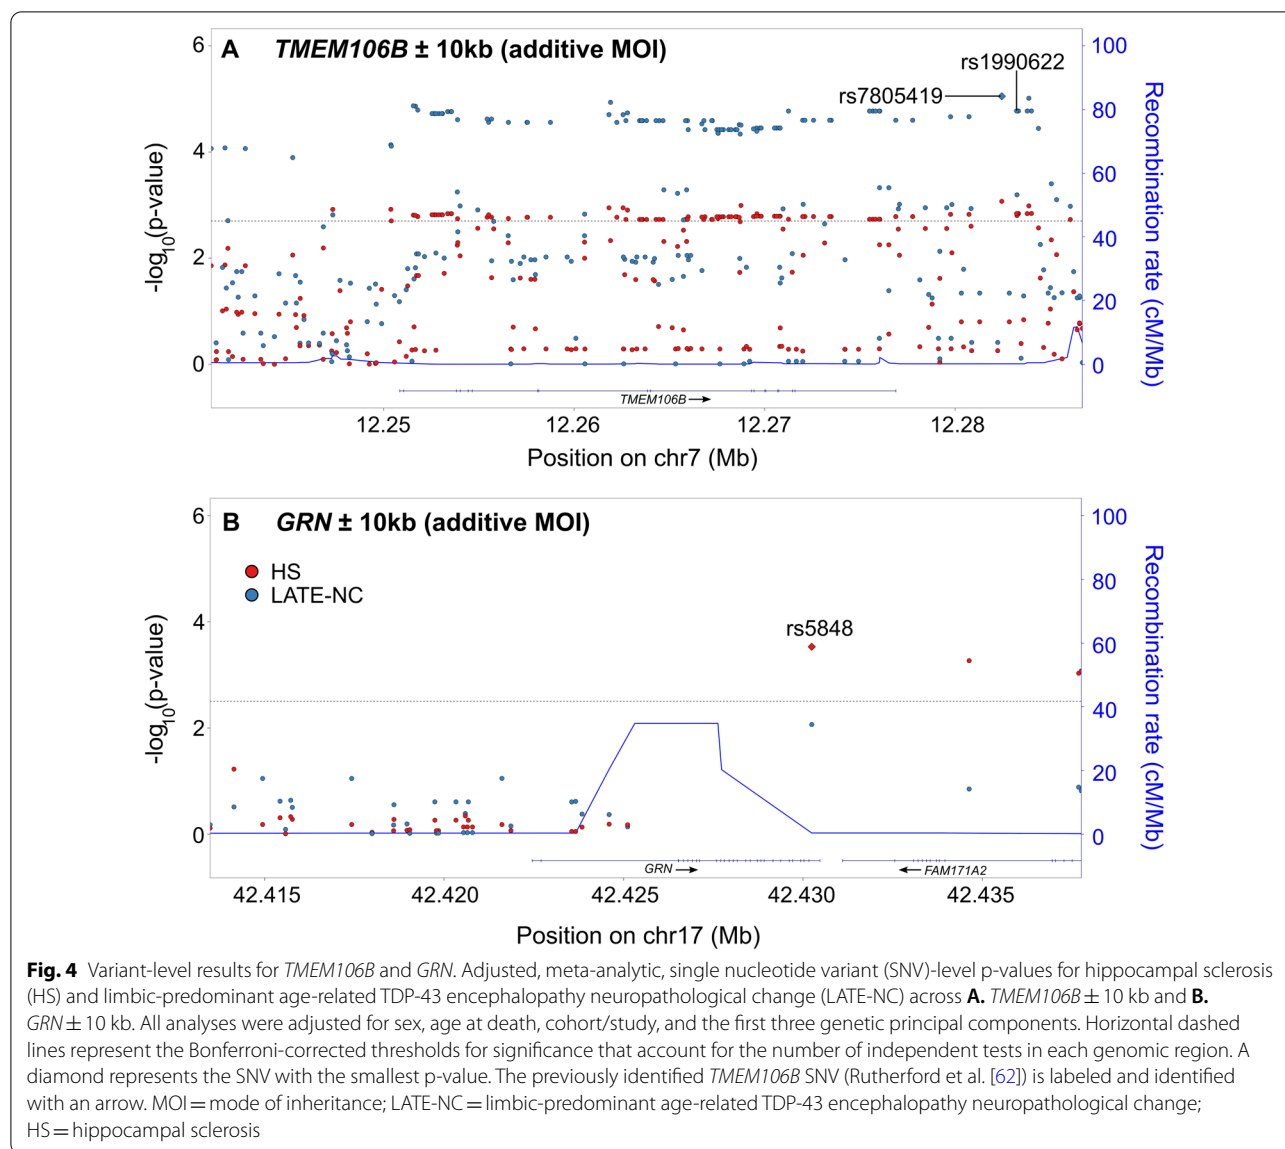 A TMEM106B ± 10kb (additive MOI)
rs1990622
rs7805419
6
4
2
0
-log10(p-value)
100
80
60
40
20
0
Recombination rate (cM/Mb)
TMEM106B
12.25 12.26 12.27 12.28
Position on chr7 (Mb)
B GRN ± 10kb (additive MOI)
HS
LATE-NC
rs5848
6
4
2
0
-log10(p-value)
100
80
60
40
20
0
Recombination rate (cM/Mb)
GRN FAM171A2
42.415 42.420 42.425 42.430 42.435
Position on chr17 (Mb)
Fig. 4 Variant-level results for TMEM106B and GRN. Adjusted, meta-analytic, single nucleotide variant (SNV)-level p-values for hippocampal sclerosis
(HS) and limbic-predominant age-related TDP-43 encephalopathy neuropathological change (LATE-NC) across A. TMEM106B ± 10 kb and B.
GRN ± 10 kb. All analyses were adjusted for sex, age at death, cohort/study, and the first three genetic principal components. Horizontal dashed
lines represent the Bonferroni-corrected thresholds for significance that account for the number of independent tests in each genomic region. A
diamond represents the SNV with the smallest p-value. The previously identified TMEM106B SNV (Rutherford et al. [62]) is labeled and identified
with an arrow. MOI = mode of inheritance; LATE-NC = limbic-predominant age-related TDP-43 encephalopathy neuropathological change;
HS = hippocampal sclerosis